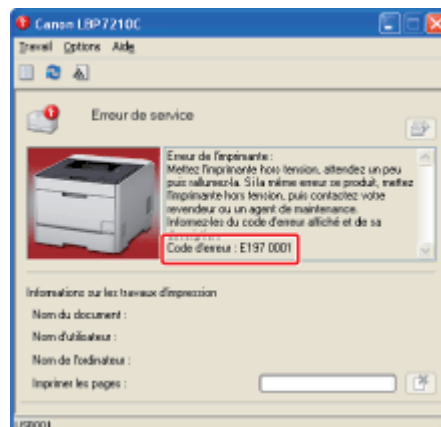 Canon LBP7210C
Travail Options Aide
Erreur de service
Erreur de l'imprimante :
Mettez l'imprimante hors tension, attendez un peu
puis rallumez-la. Si la même erreur se produit, mettez
l'imprimante hors tension, puis contactez votre
revendeur ou un agent de maintenance.
Informez-les du code d'erreur affiché et de sa
Code d'erreur : E197 0001
Informations sur les travaux d'impression
Nom du document :
Nom d'utilisateur :
Nom de l'ordinateur :
Imprimer les pages :
USB001